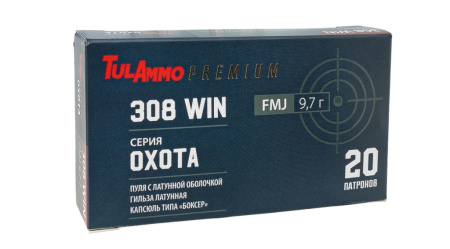 TULAMMO PREMIUM
308 WIN
FMJ 9,7 г
СЕРИЯ
ОХОТА
ПУЛЯ С ЛАТУННОЙ ОБОЛОЧКОЙ
ГИЛЬЗА ЛАТУННАЯ
КАПСЮЛЬ ТИПА «БОКСЕР»
20
ПАТРОНОВ